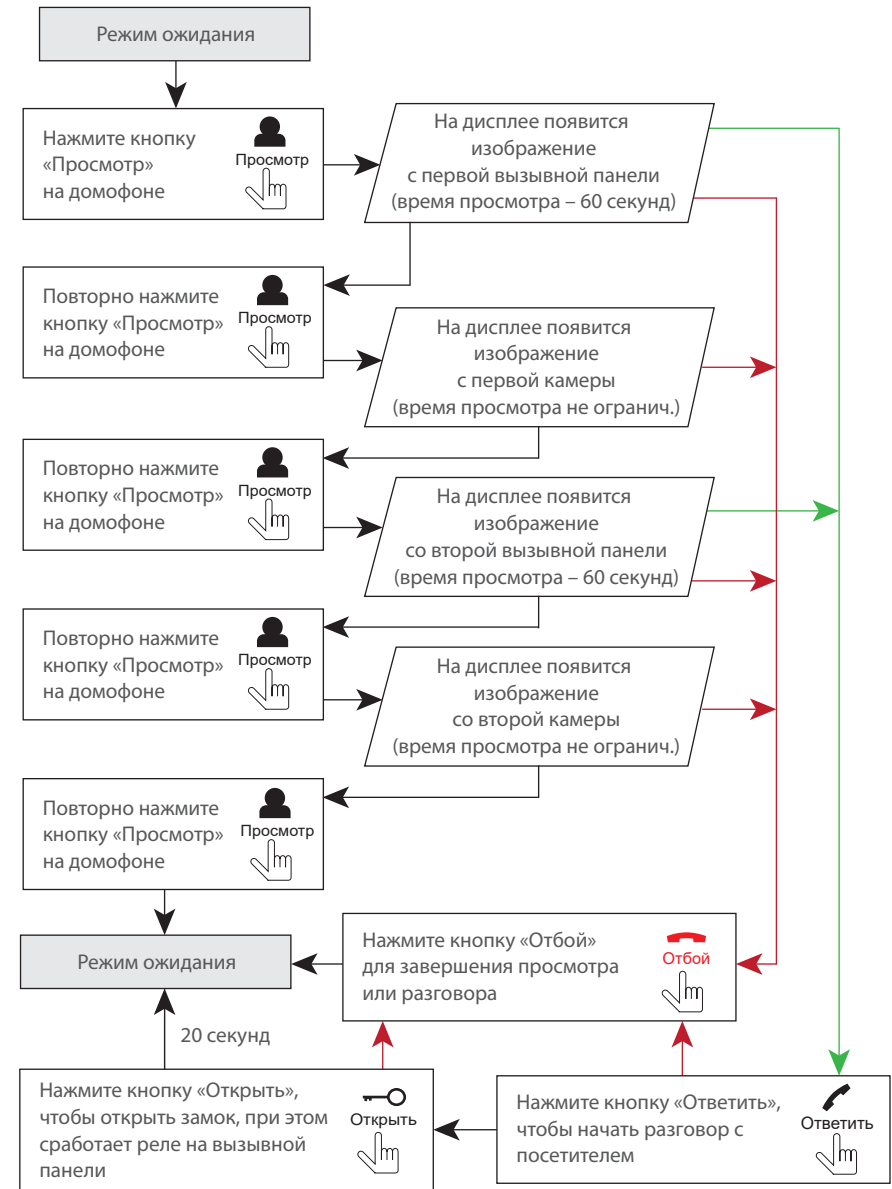 Режим ожидания
Нажмите кнопку
«Просмотр»
на домофоне
Просмотр
На дисплее появится
изображение
с первой вызывной панели
(время просмотра – 60 секунд)
Повторно нажмите
кнопку «Просмотр»
на домофоне
Просмотр
На дисплее появится
изображение
с первой камеры
(время просмотра не огранич.)
Повторно нажмите
кнопку «Просмотр»
на домофоне
Просмотр
На дисплее появится
изображение
со второй вызывной панели
(время просмотра – 60 секунд)
Повторно нажмите
кнопку «Просмотр»
на домофоне
Просмотр
На дисплее появится
изображение
со второй камеры
(время просмотра не огранич.)
Повторно нажмите
кнопку «Просмотр»
на домофоне
Просмотр
Режим ожидания
Нажмите кнопку «Отбой»
для завершения просмотра
или разговора
Отбой
20 секунд
Нажмите кнопку «Открыть»,
чтобы открыть замок, при этом
сработает реле на вызывной
панели
Открыть
Нажмите кнопку «Ответить»,
чтобы начать разговор с
посетителем
Ответить